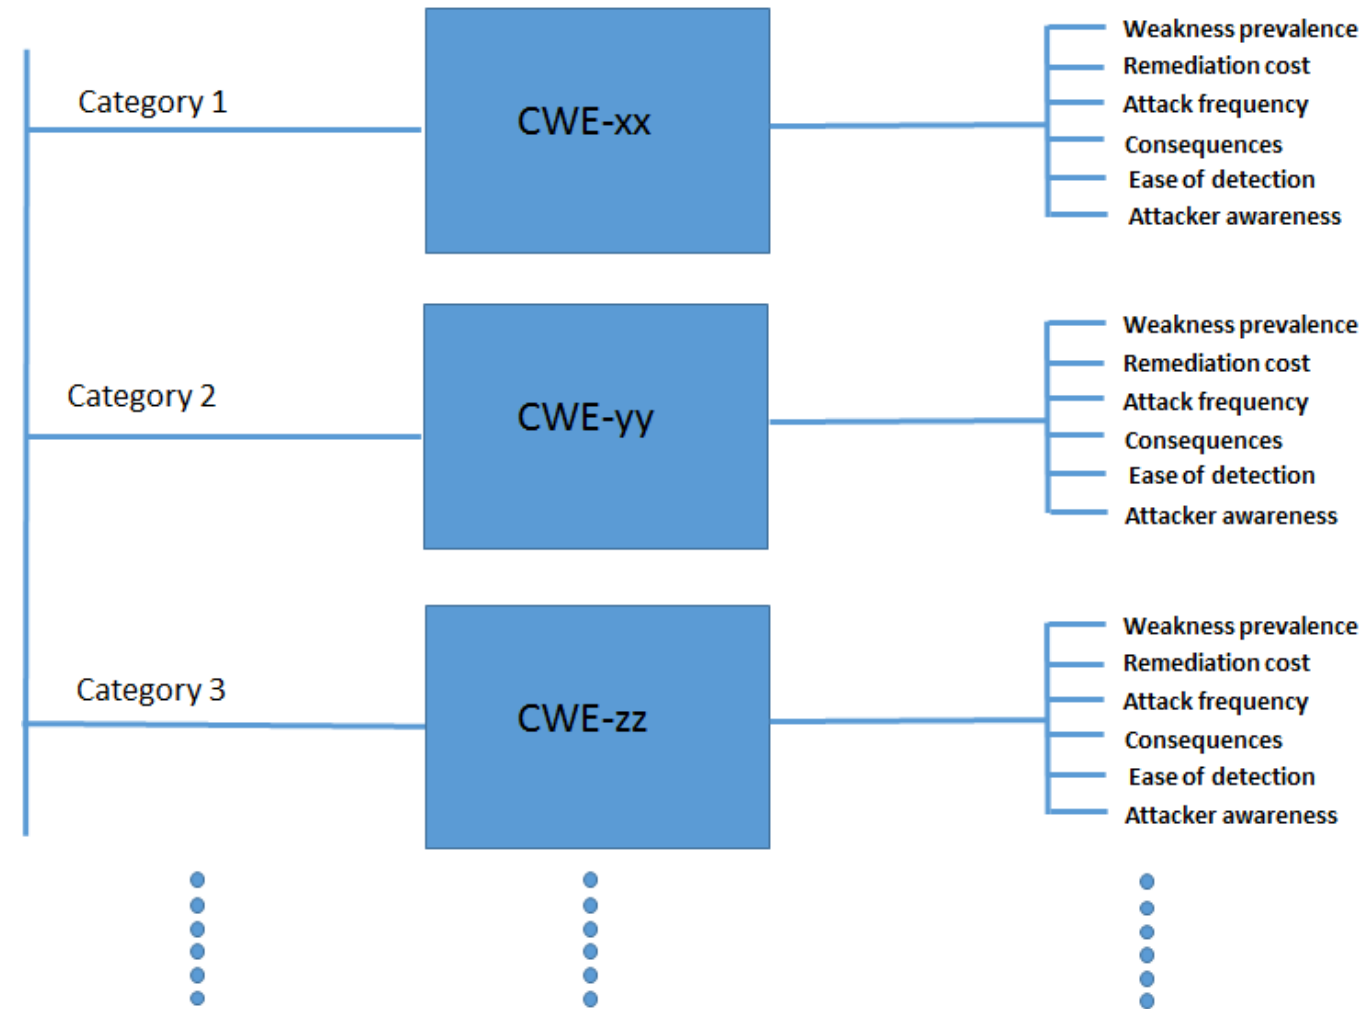 Category 1
CWE-xx
Weakness prevalence
Remediation cost
Attack frequency
Consequences
Ease of detection
Attacker awareness
Category 2
CWE-yy
Weakness prevalence
Remediation cost
Attack frequency
Consequences
Ease of detection
Attacker awareness
Category 3
CWE-zz
Weakness prevalence
Remediation cost
Attack frequency
Consequences
Ease of detection
Attacker awareness